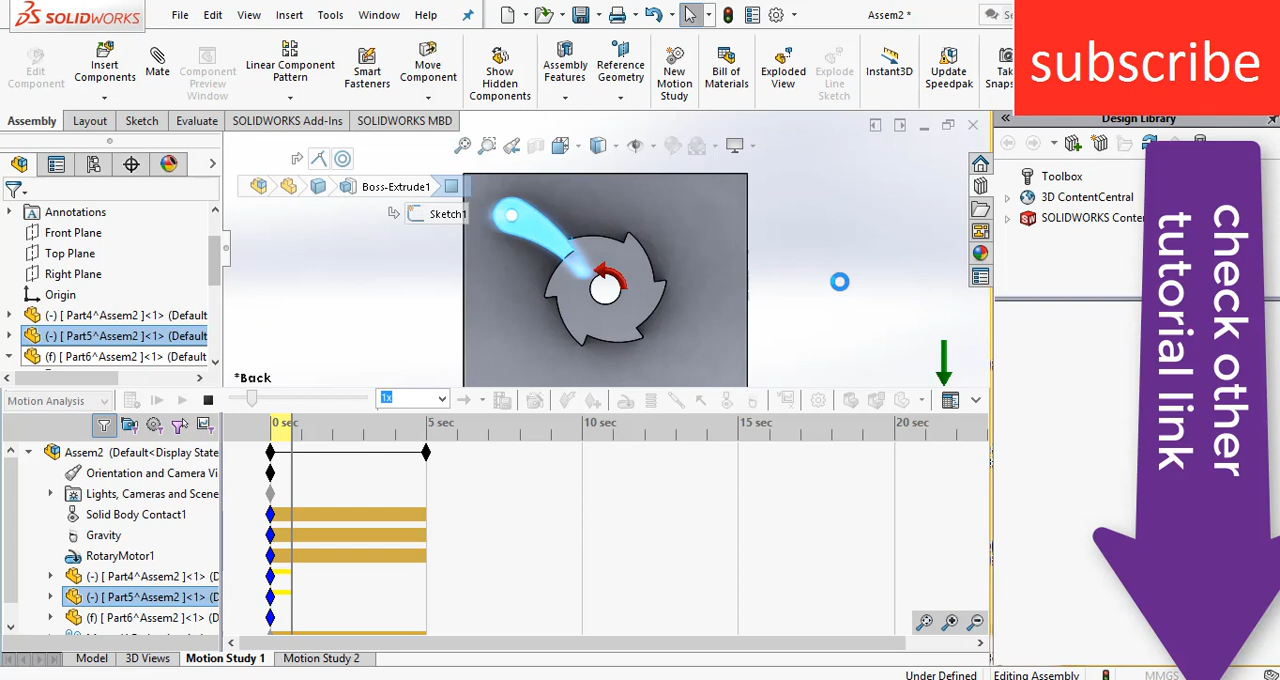 SOLIDWORKS File Edit View Insert Tools Window Help Assem2 *
subscribe
Edit Component
Insert Components
Mate
Component Preview Window
Linear Component Pattern
Smart Fasteners
Move Component
Show Hidden Components
Assembly Features
Reference Geometry
New Motion Study
Bill of Materials
Exploded View
Explode Line Sketch
Instant3D
Update Speedpak
Assembly Layout Sketch Evaluate SOLIDWORKS Add-Ins SOLIDWORKS MBD
Design Library
Toolbox
3D ContentCentral
SOLIDWORKS Conten
check other
tutorial link
Annotations
Front Plane
Top Plane
Right Plane
Origin
(-) [ Part4^Assem2 ]<1> (Default
(-) [ Part5^Assem2 ]<1> (Default
(f) [ Part6^Assem2 ]<1> (Default
Boss-Extrude1
Sketch1
*Back
Motion Analysis
1x
0 sec 5 sec 10 sec 15 sec 20 sec
Assem2 (Default<Display State
Orientation and Camera Vi
Lights, Cameras and Scene
Solid Body Contact1
Gravity
RotaryMotor1
(-) [ Part4^Assem2 ]<1> (D
(-) [ Part5^Assem2 ]<1> (D
(f) [ Part6^Assem2 ]<1> (D
Model 3D Views Motion Study 1 Motion Study 2
Under Defined Editing Assembly MMGS